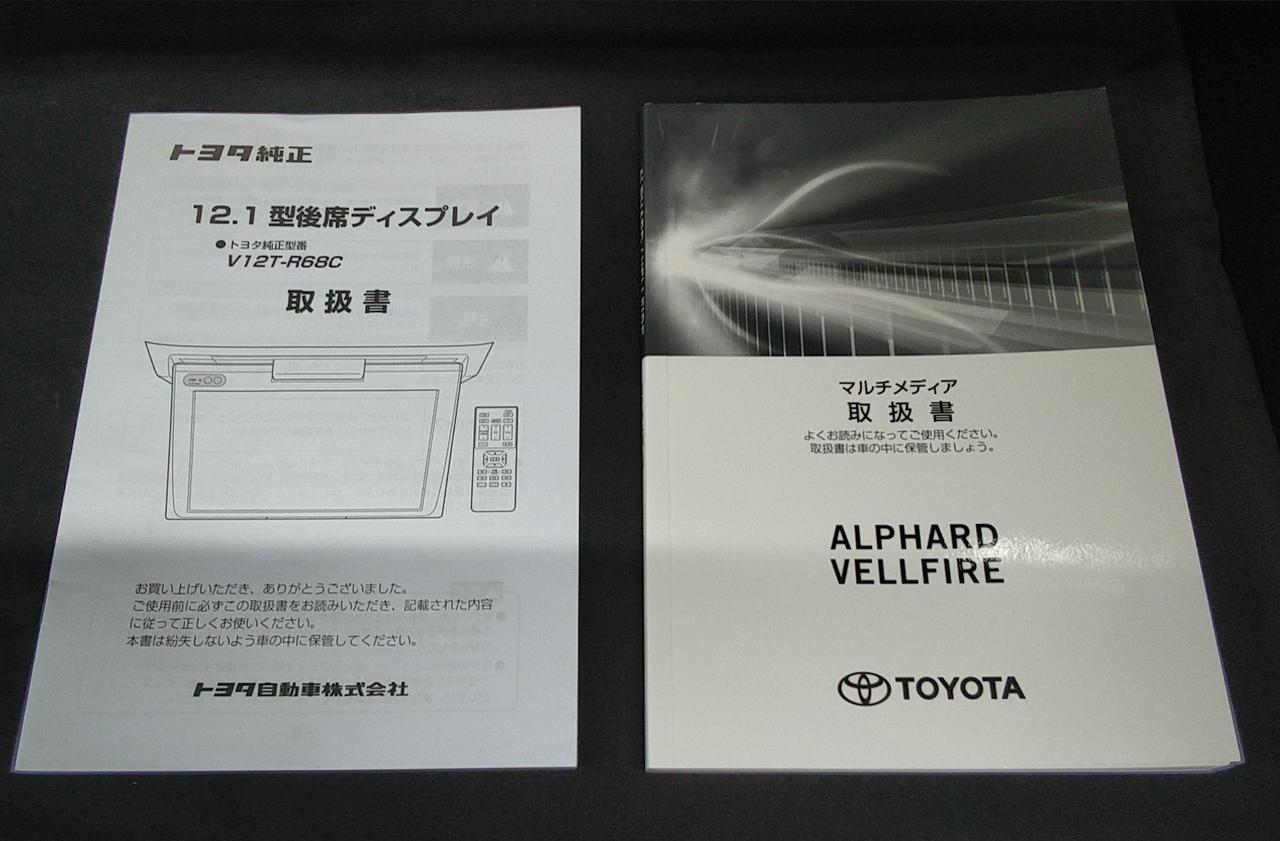 トヨタ純正
12.1型後席ディスプレイ
●トヨタ純正型番
V12T-R68C
取扱書
お買い上げいただき、ありがとうございました。
ご使用前に必ずこの取扱書をお読みいただき、記載された内容
に従って正しくお使いください。
本書は紛失しないよう車の中に保管してください。
トヨタ自動車株式会社
マルチメディア
取扱書
よくお読みになってご使用ください。
取扱書は車の中に保管しましょう。
ALPHARD
VELLFIRE
TOYOTA